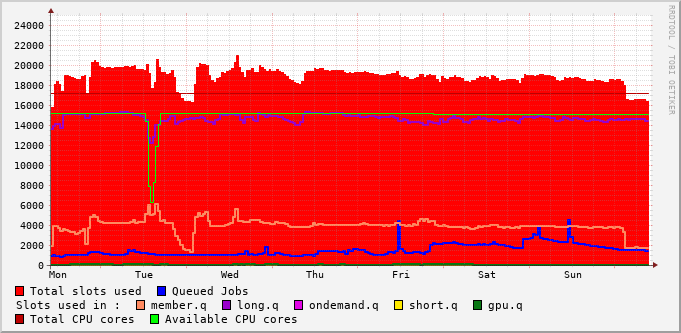 24000
22000
20000
18000
16000
14000
12000
10000
8000
6000
4000
2000
0
Mon Tue Wed Thu Fri Sat Sun
RRDTOOL / TOBI OETIKER
Total slots used Queued Jobs
Slots used in : member.q long.q ondemand.q short.q gpu.q
Total CPU cores Available CPU cores